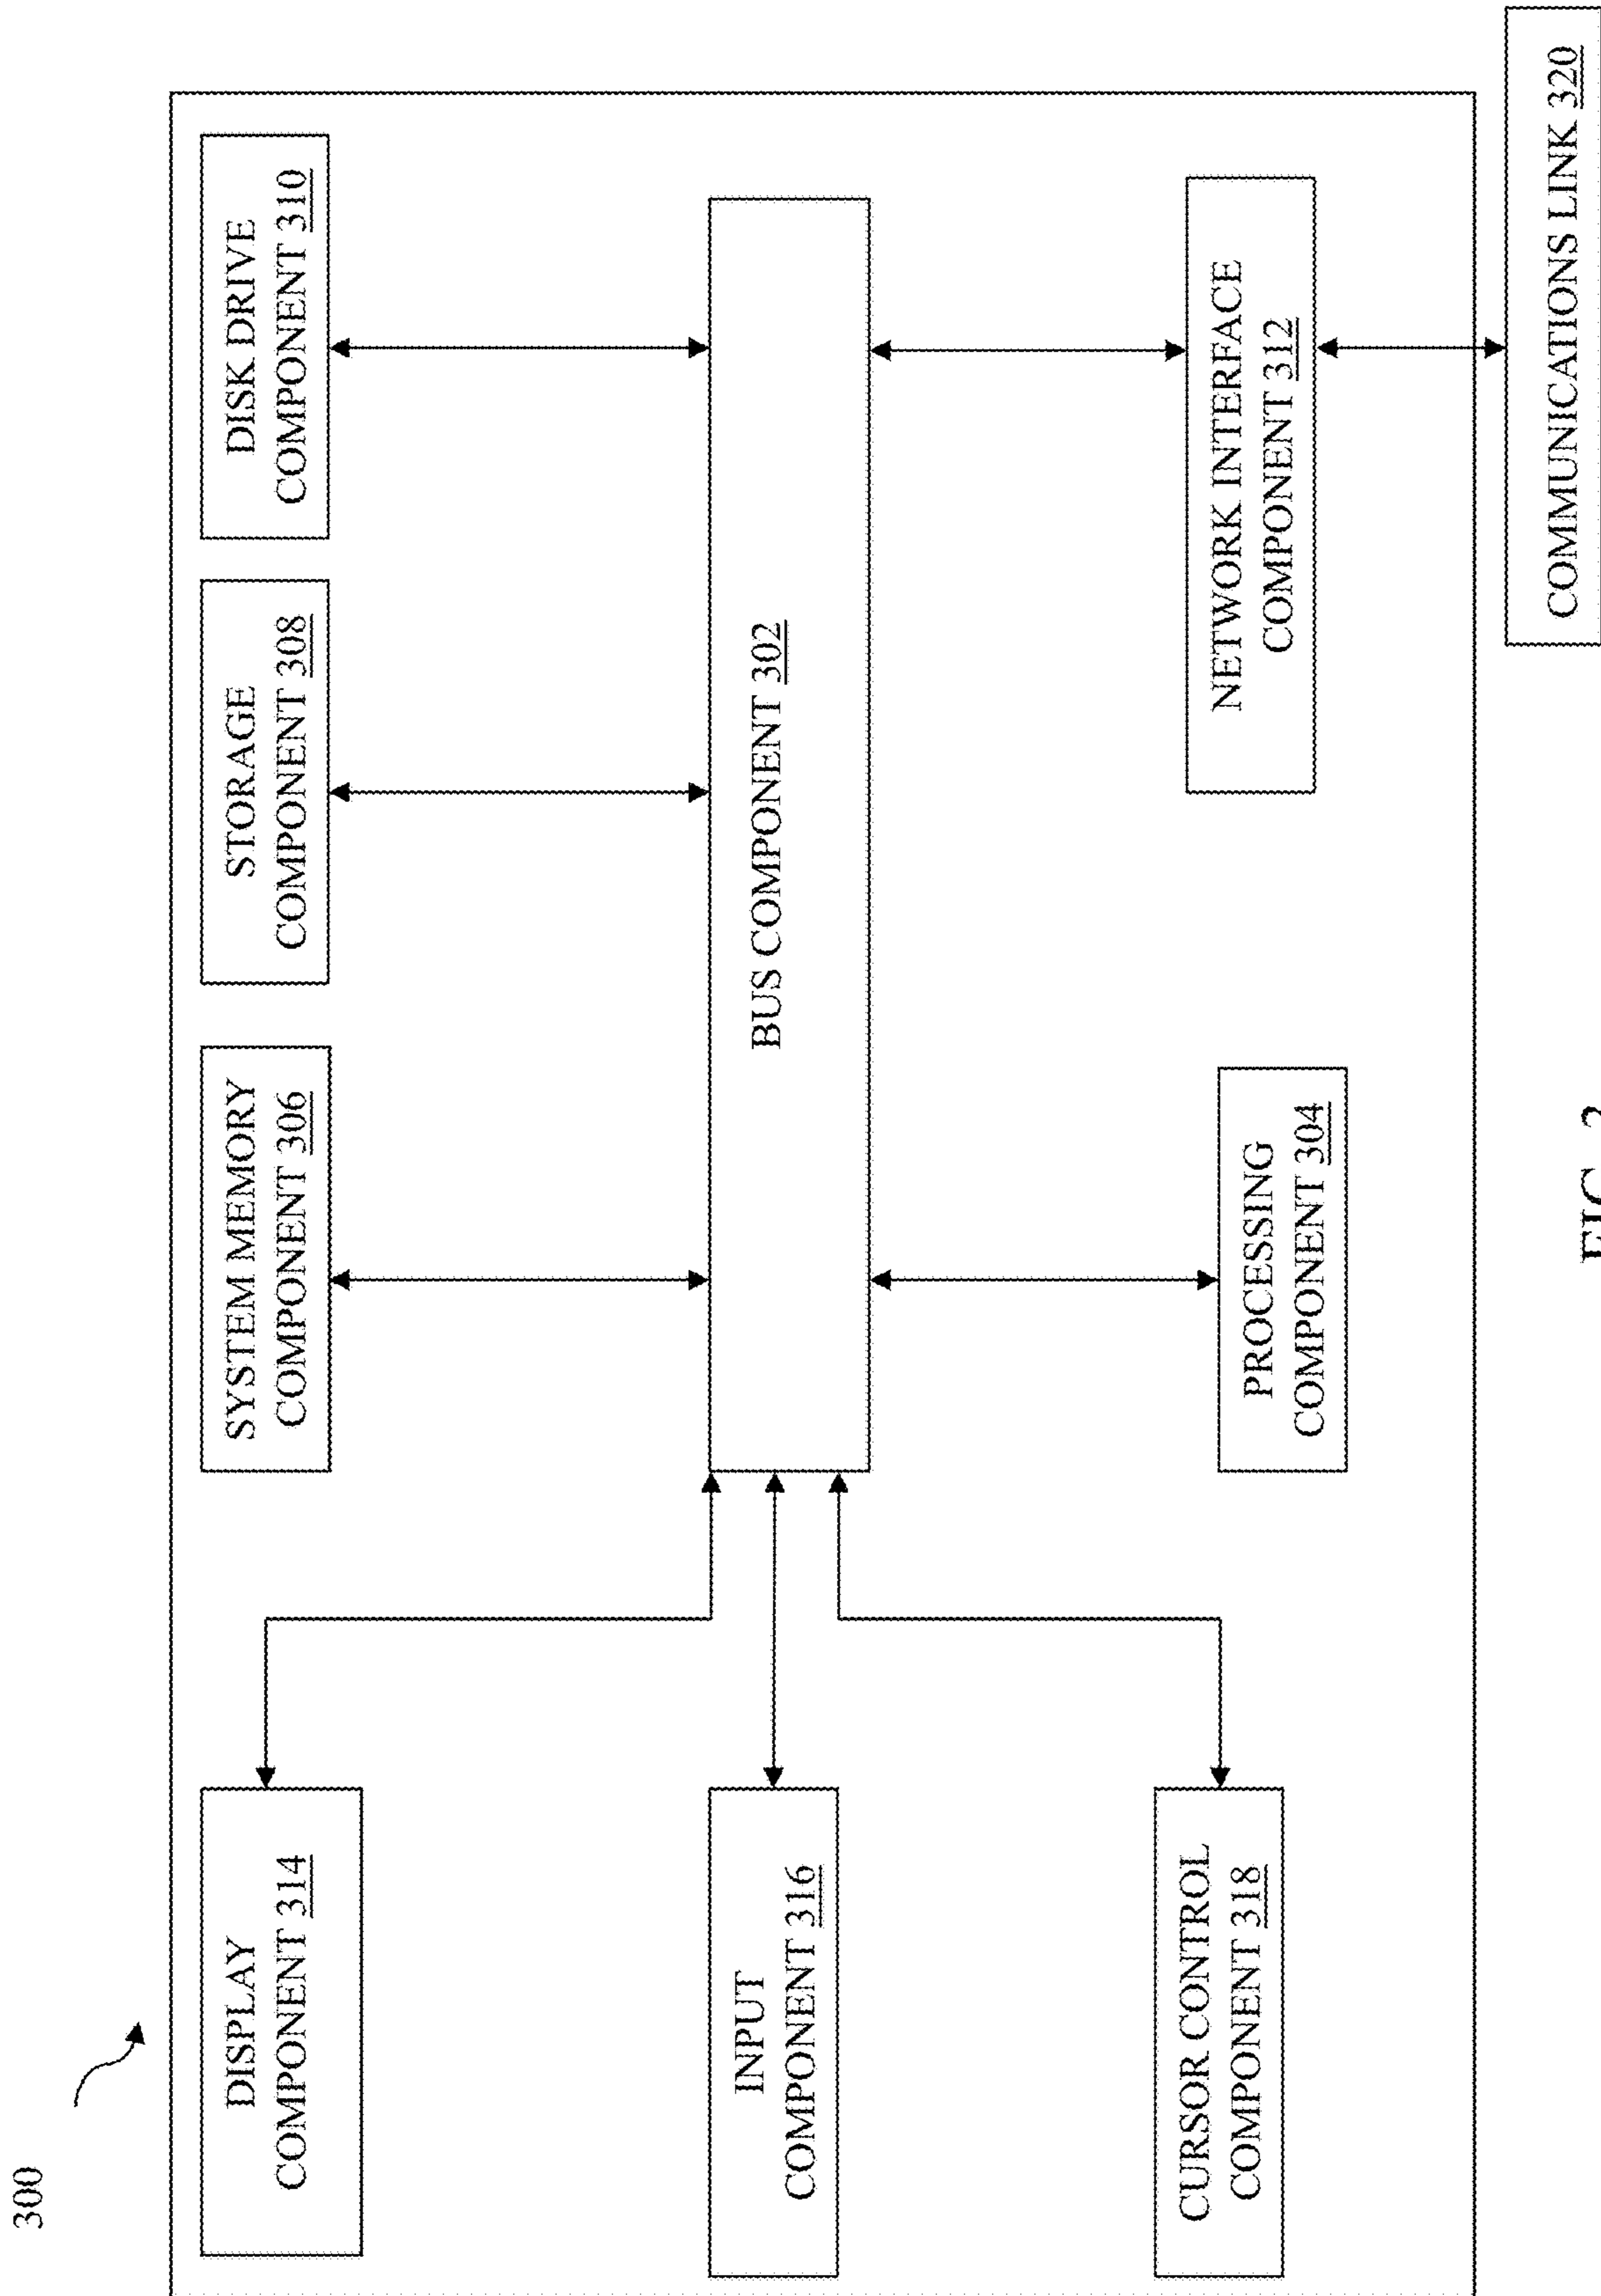 300
DISPLAY
COMPONENT 314
SYSTEM MEMORY
COMPONENT 306
STORAGE
COMPONENT 308
DISK DRIVE
COMPONENT 310
INPUT
COMPONENT 316
BUS COMPONENT 302
CURSOR CONTROL
COMPONENT 318
PROCESSING
COMPONENT 304
NETWORK INTERFACE
COMPONENT 312
COMMUNICATIONS LINK 320
FIG.